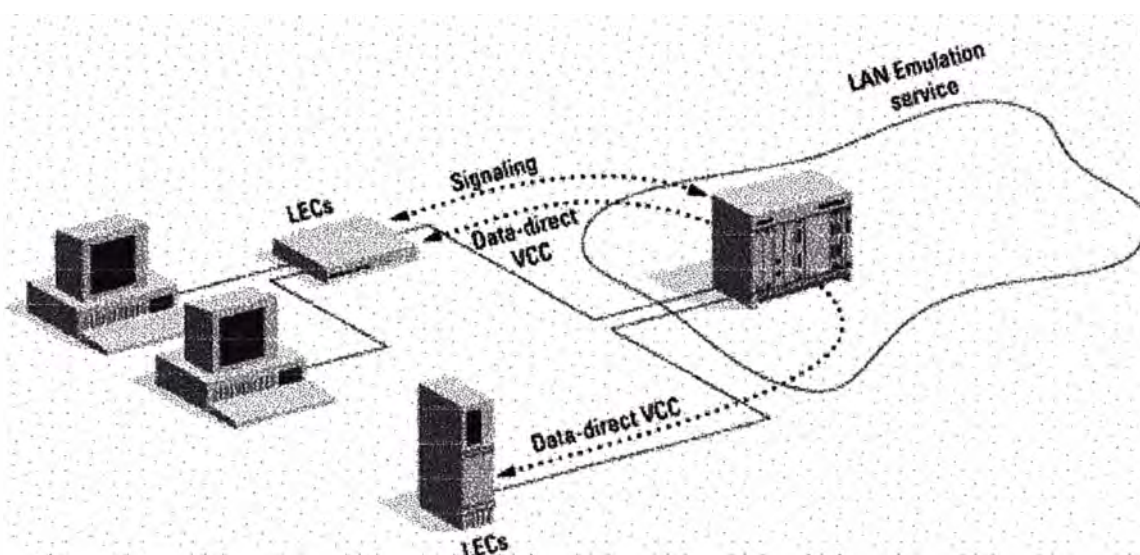 LAN Emulation
service
Signaling
LECs
Data-direct
VCC
Data-direct VCC
LECs